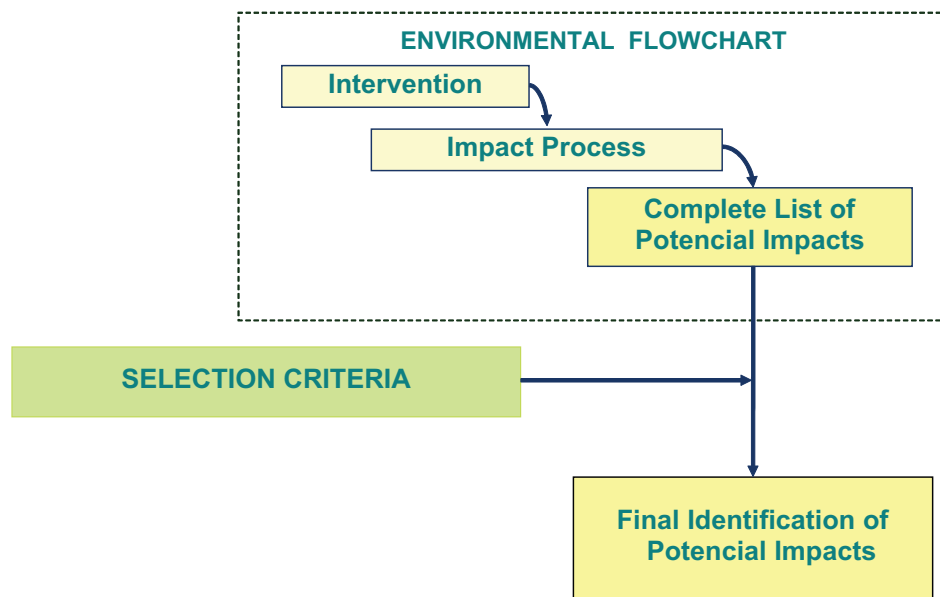 ENVIRONMENTAL FLOWCHART
Intervention
Impact Process
Complete List of
Potencial Impacts
SELECTION CRITERIA
Final Identification of
Potencial Impacts